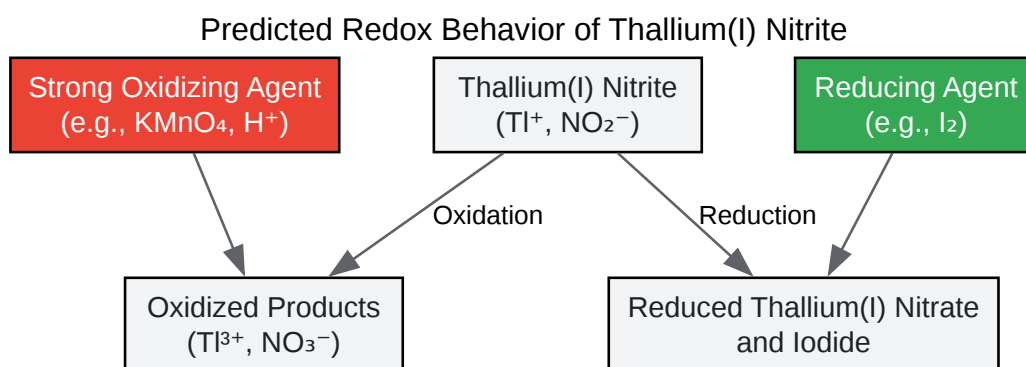 Predicted Redox Behavior of Thallium(I) Nitrite
Strong Oxidizing Agent
(e.g., KMnO₄, H⁺)
Thallium(I) Nitrite
(Tl⁺, NO₂⁻)
Reducing Agent
(e.g., I₂)
Oxidation
Reduction
Oxidized Products
(Tl³⁺, NO₃⁻)
Reduced Thallium(I) Nitrate
and Iodide